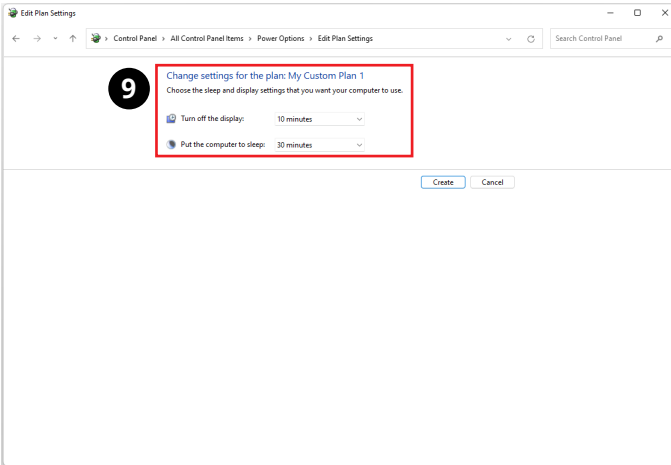 Edit Plan Settings
Control Panel > All Control Panel Items > Power Options > Edit Plan Settings
Search Control Panel
9
Change settings for the plan: My Custom Plan 1
Choose the sleep and display settings that you want your computer to use.
Turn off the display: 10 minutes
Put the computer to sleep: 30 minutes
Create Cancel